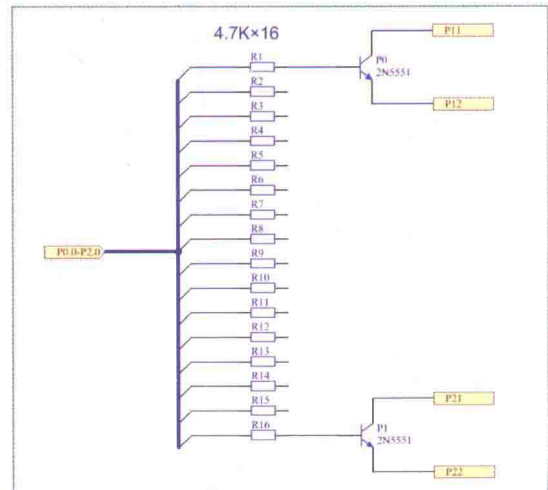 4.7K×16
P11
R1
P0
2N5551
R2
P12
R3
R4
R5
R6
R7
R8
P0.0-P2.0
R9
R10
R11
R12
R13
R14
P21
R15
P1
R16
2N5551
P22